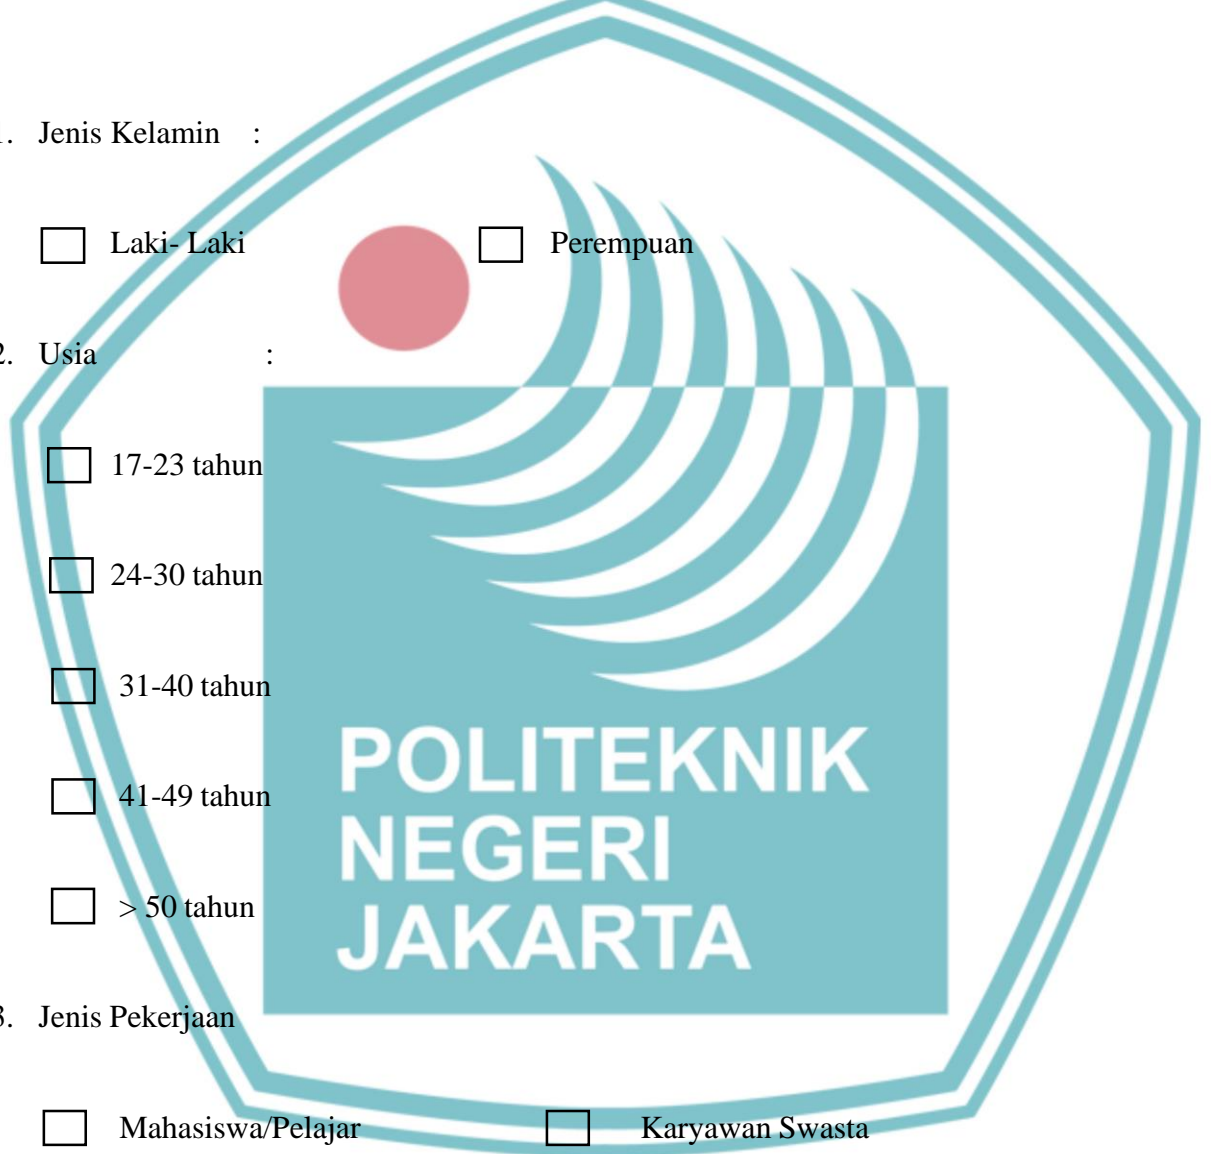 1. Jenis Kelamin :
Laki- Laki Perempuan
2. Usia :
17-23 tahun
24-30 tahun
31-40 tahun
41-49 tahun
> 50 tahun
POLITEKNIK
NEGERI
JAKARTA
3. Jenis Pekerjaan
Mahasiswa/Pelajar Karyawan Swasta